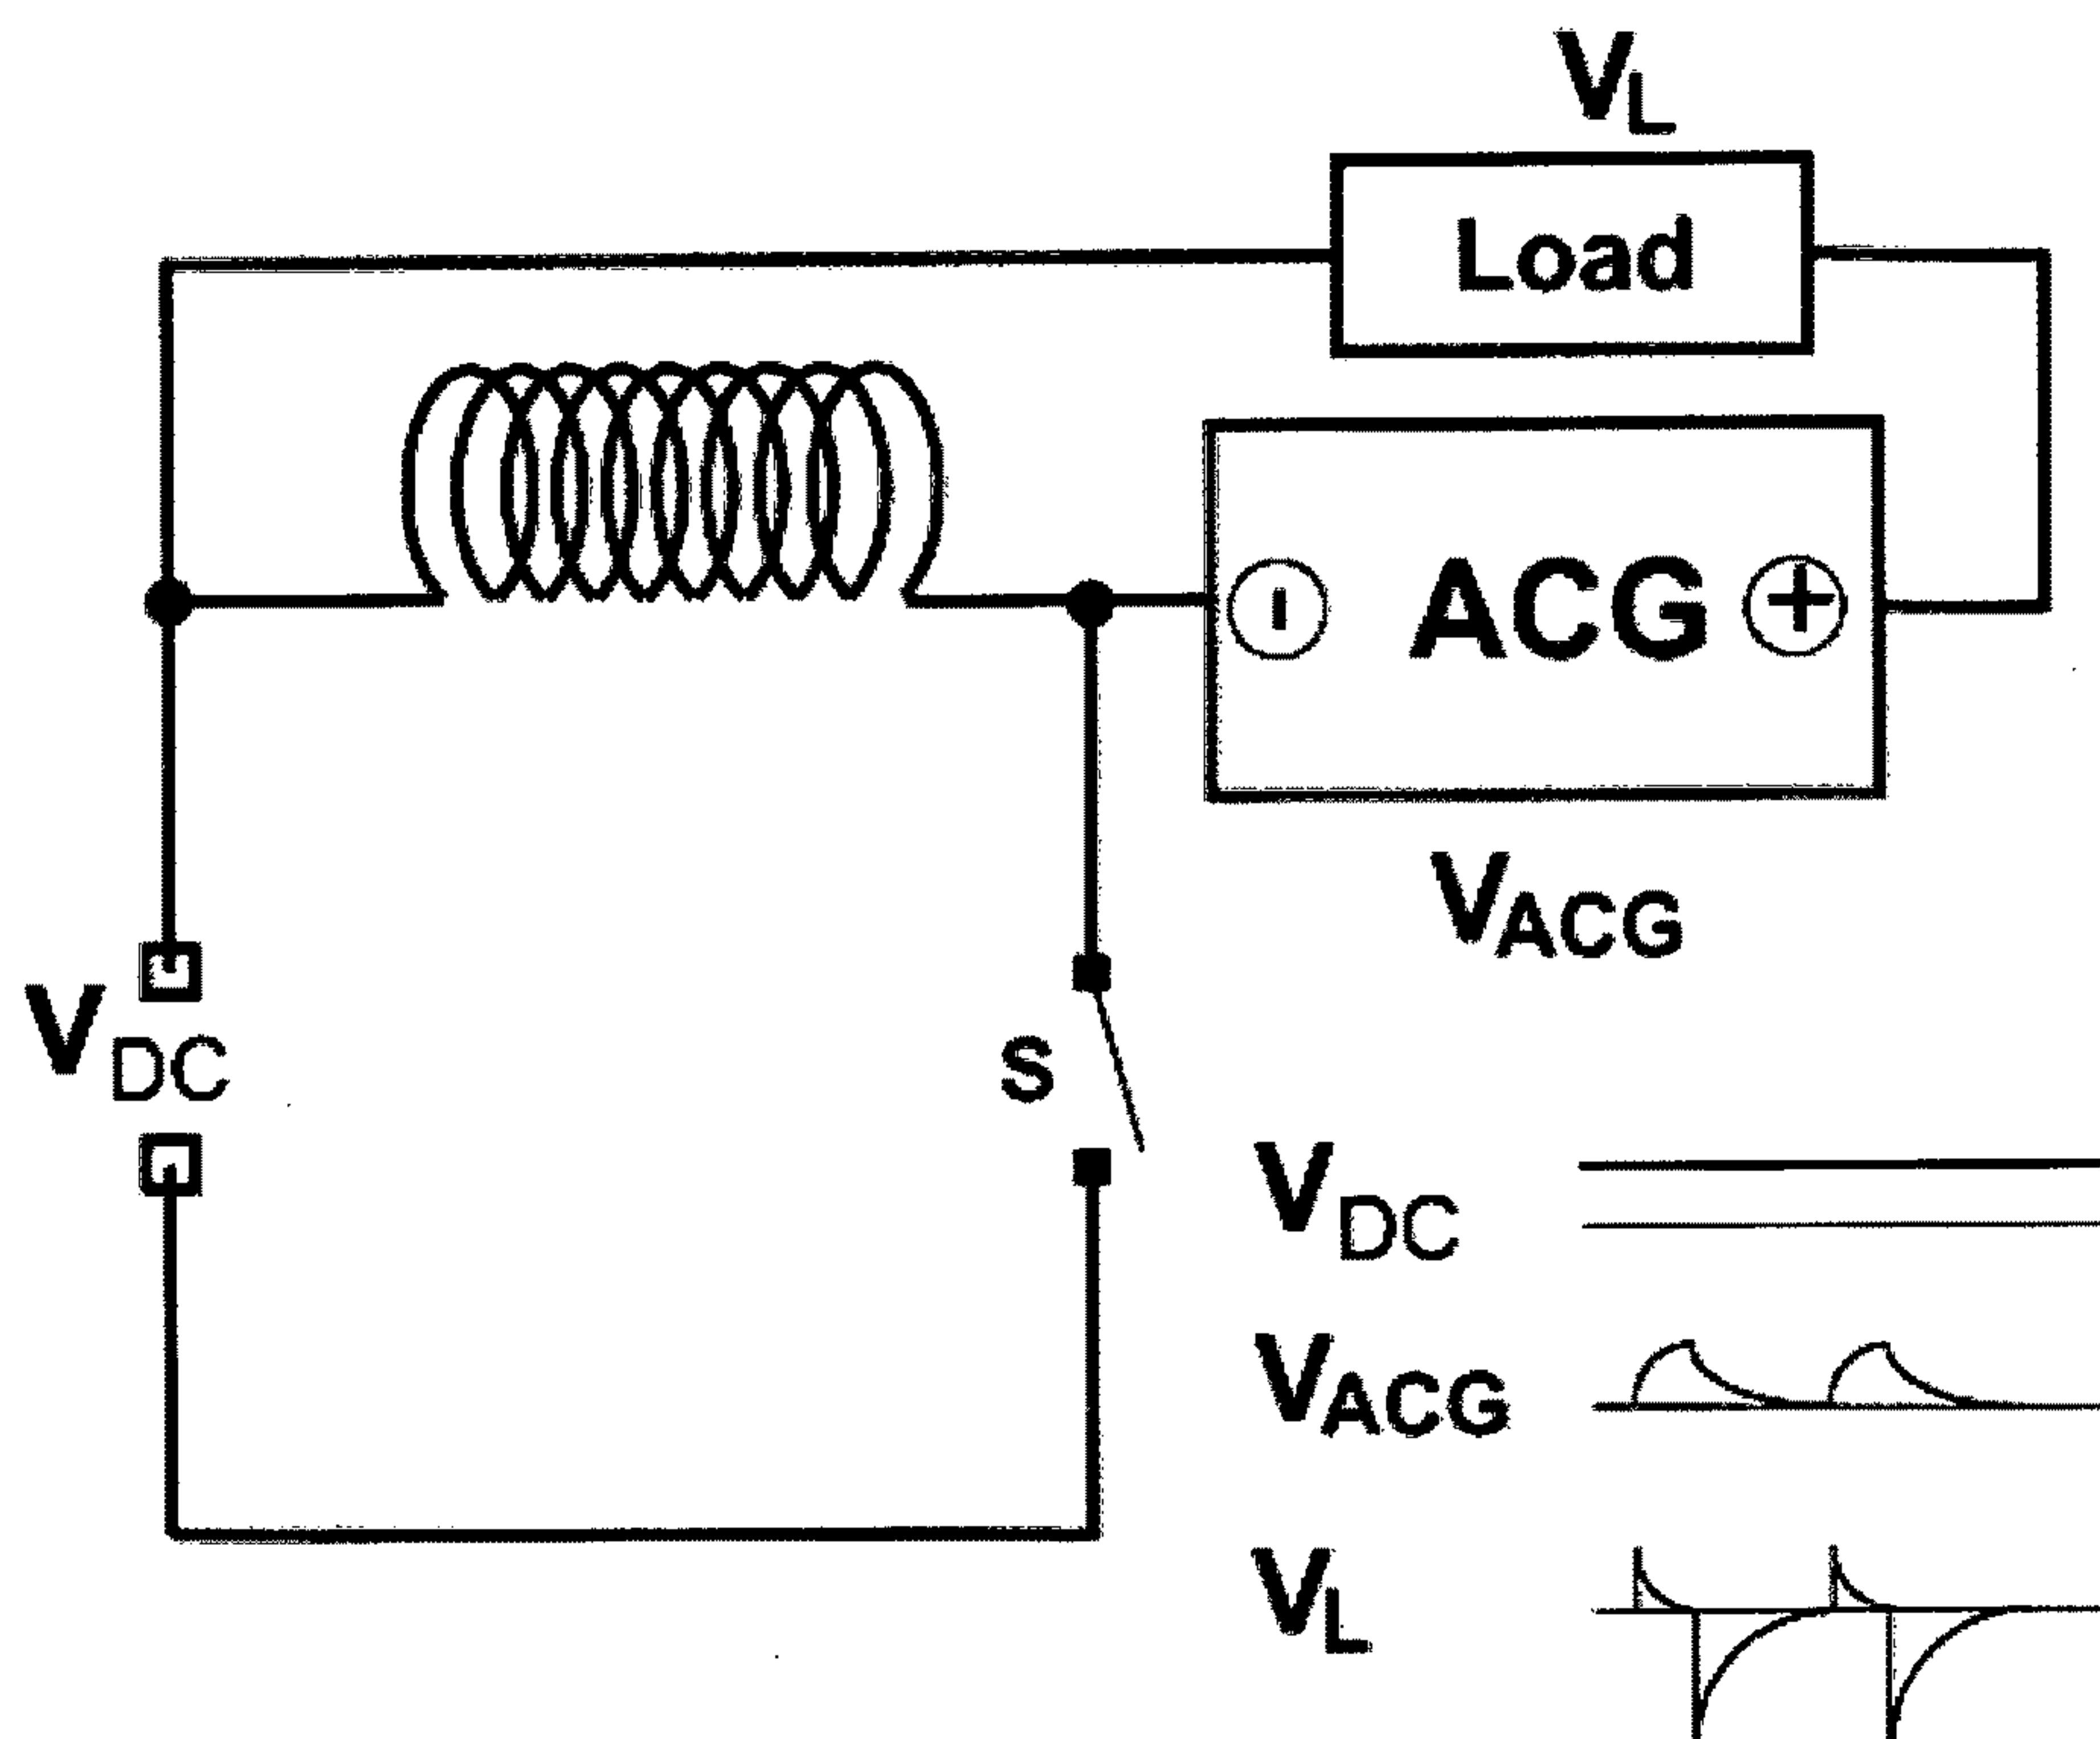 VL
Load
- ACG +
VACG
VDC
S
VDC
VACG
VL